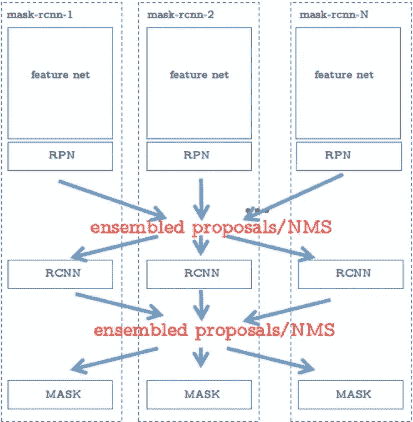 mask-rcnn-1 mask-rcnn-2 mask-rcnn-N
feature net feature net feature net
RPN RPN RPN
ensembled proposals/NMS
RCNN RCNN RCNN
ensembled proposals/NMS
MASK MASK MASK